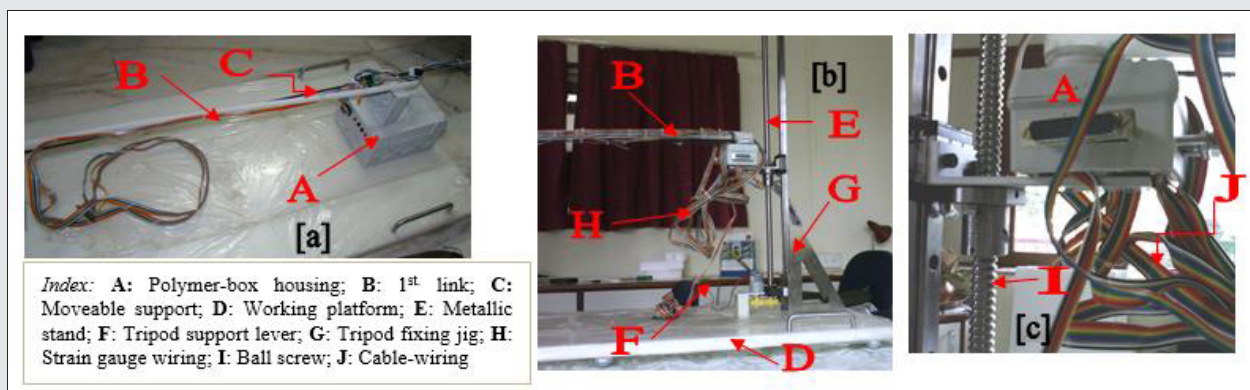 B
C
A
[a]
B
[b]
E
G
H
F
D
A
J
I
[c]
Index: A: Polymer-box housing; B: 1st link; C:
Moveable support; D: Working platform; E: Metallic
stand; F: Tripod support lever; G: Tripod fixing jig; H:
Strain gauge wiring; I: Ball screw; J: Cable-wiring